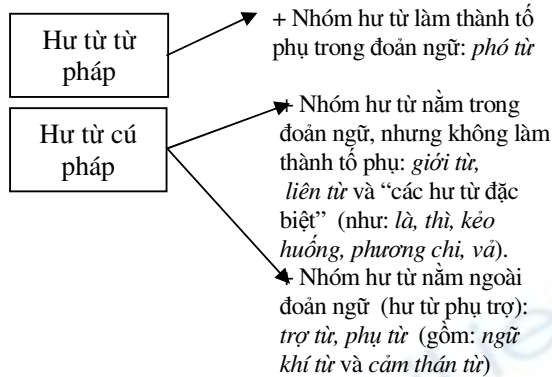 Hư từ từ
pháp
+ Nhóm hư từ làm thành tố
phụ trong đoản ngữ: phó từ
Hư từ cú
pháp
+ Nhóm hư từ nằm trong
đoản ngữ, nhưng không làm
thành tố phụ: giới từ,
liên từ và “các hư từ đặc
biệt” (như: là, thì, kẻo
huống, phương chi, vả).
+ Nhóm hư từ nằm ngoài
đoản ngữ (hư từ phụ trợ):
trợ từ, phụ từ (gồm: ngữ
khí từ và cảm thán từ)